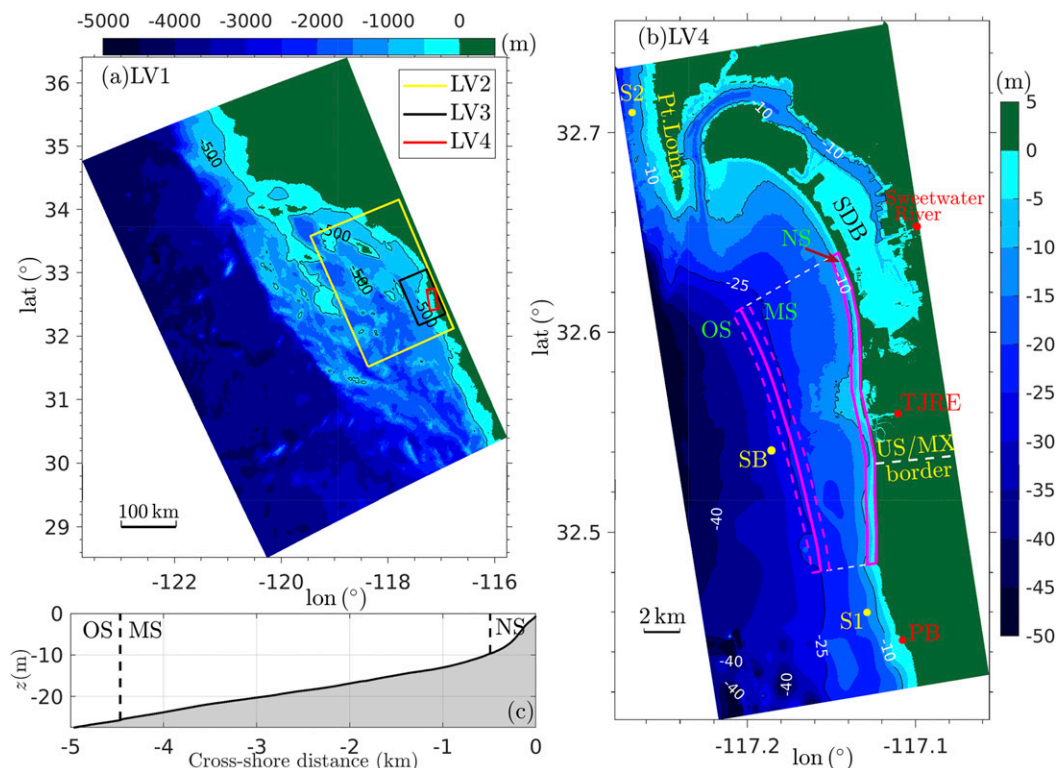 -5000 -4000 -3000 -2000 -1000 0 (m)
(a)LV1
LV2
LV3
LV4
36
35
34
33
32
31
30
29
lat (°)
-500
-500
-500
100 km
-122 -120 -118 -116
lon (°)
(b)LV4
(m)
32.7
32.6
32.5
lat (°)
S2
Pt.Loma
-10
-10
-10
SDB
Sweetwater
River
NS
-10
-25
MS
OS
TJRE
US/MX
border
SB
-40
2 km
S1
-25
-10
PB
-40
-40
-40
-40
-117.2 -117.1
lon (°)
5
0
-5
-10
-15
-20
-25
-30
-35
-40
-45
-50
0
-10
-20
z(m)
OS MS NS
(c)
-5 -4 -3 -2 -1 0
Cross-shore distance (km)